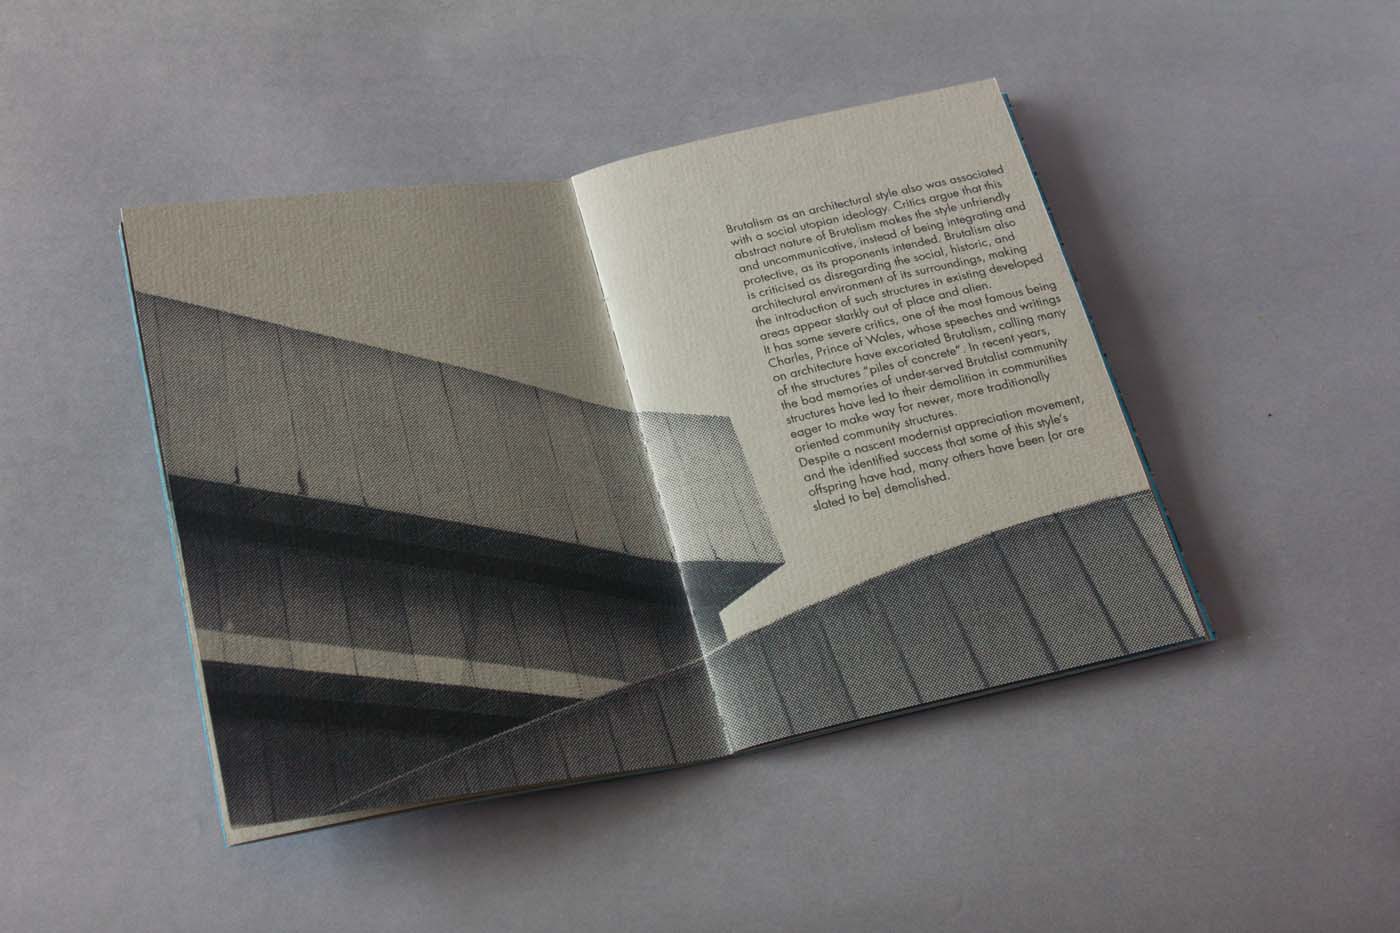 Brutalism as an architectural style also was associated
with a social utopian ideology. Critics argue that this
abstract nature of Brutalism makes the style unfriendly
and uncommunicative, instead of being integrating and
protective, as its proponents intended. Brutalism also
is criticised as disregarding the social, historic, and
architectural environment of its surroundings, making
the introduction of such structures in existing developed
areas appear starkly out of place and alien.
It has some severe critics, one of the most famous being
Charles, Prince of Wales, whose speeches and writings
on architecture have excoriated Brutalism, calling many
of the structures "piles of concrete" . In recent years,
the bad memories of under-served Brutalist community
structures have led to their demolition in communities
eager to make way for newer, more traditionally
oriented community structures.
Despite a nascent modernist appreciation movement,
and the identified success that some of this style's
offspring have had, many others have been (or are
slated to be) demolished.